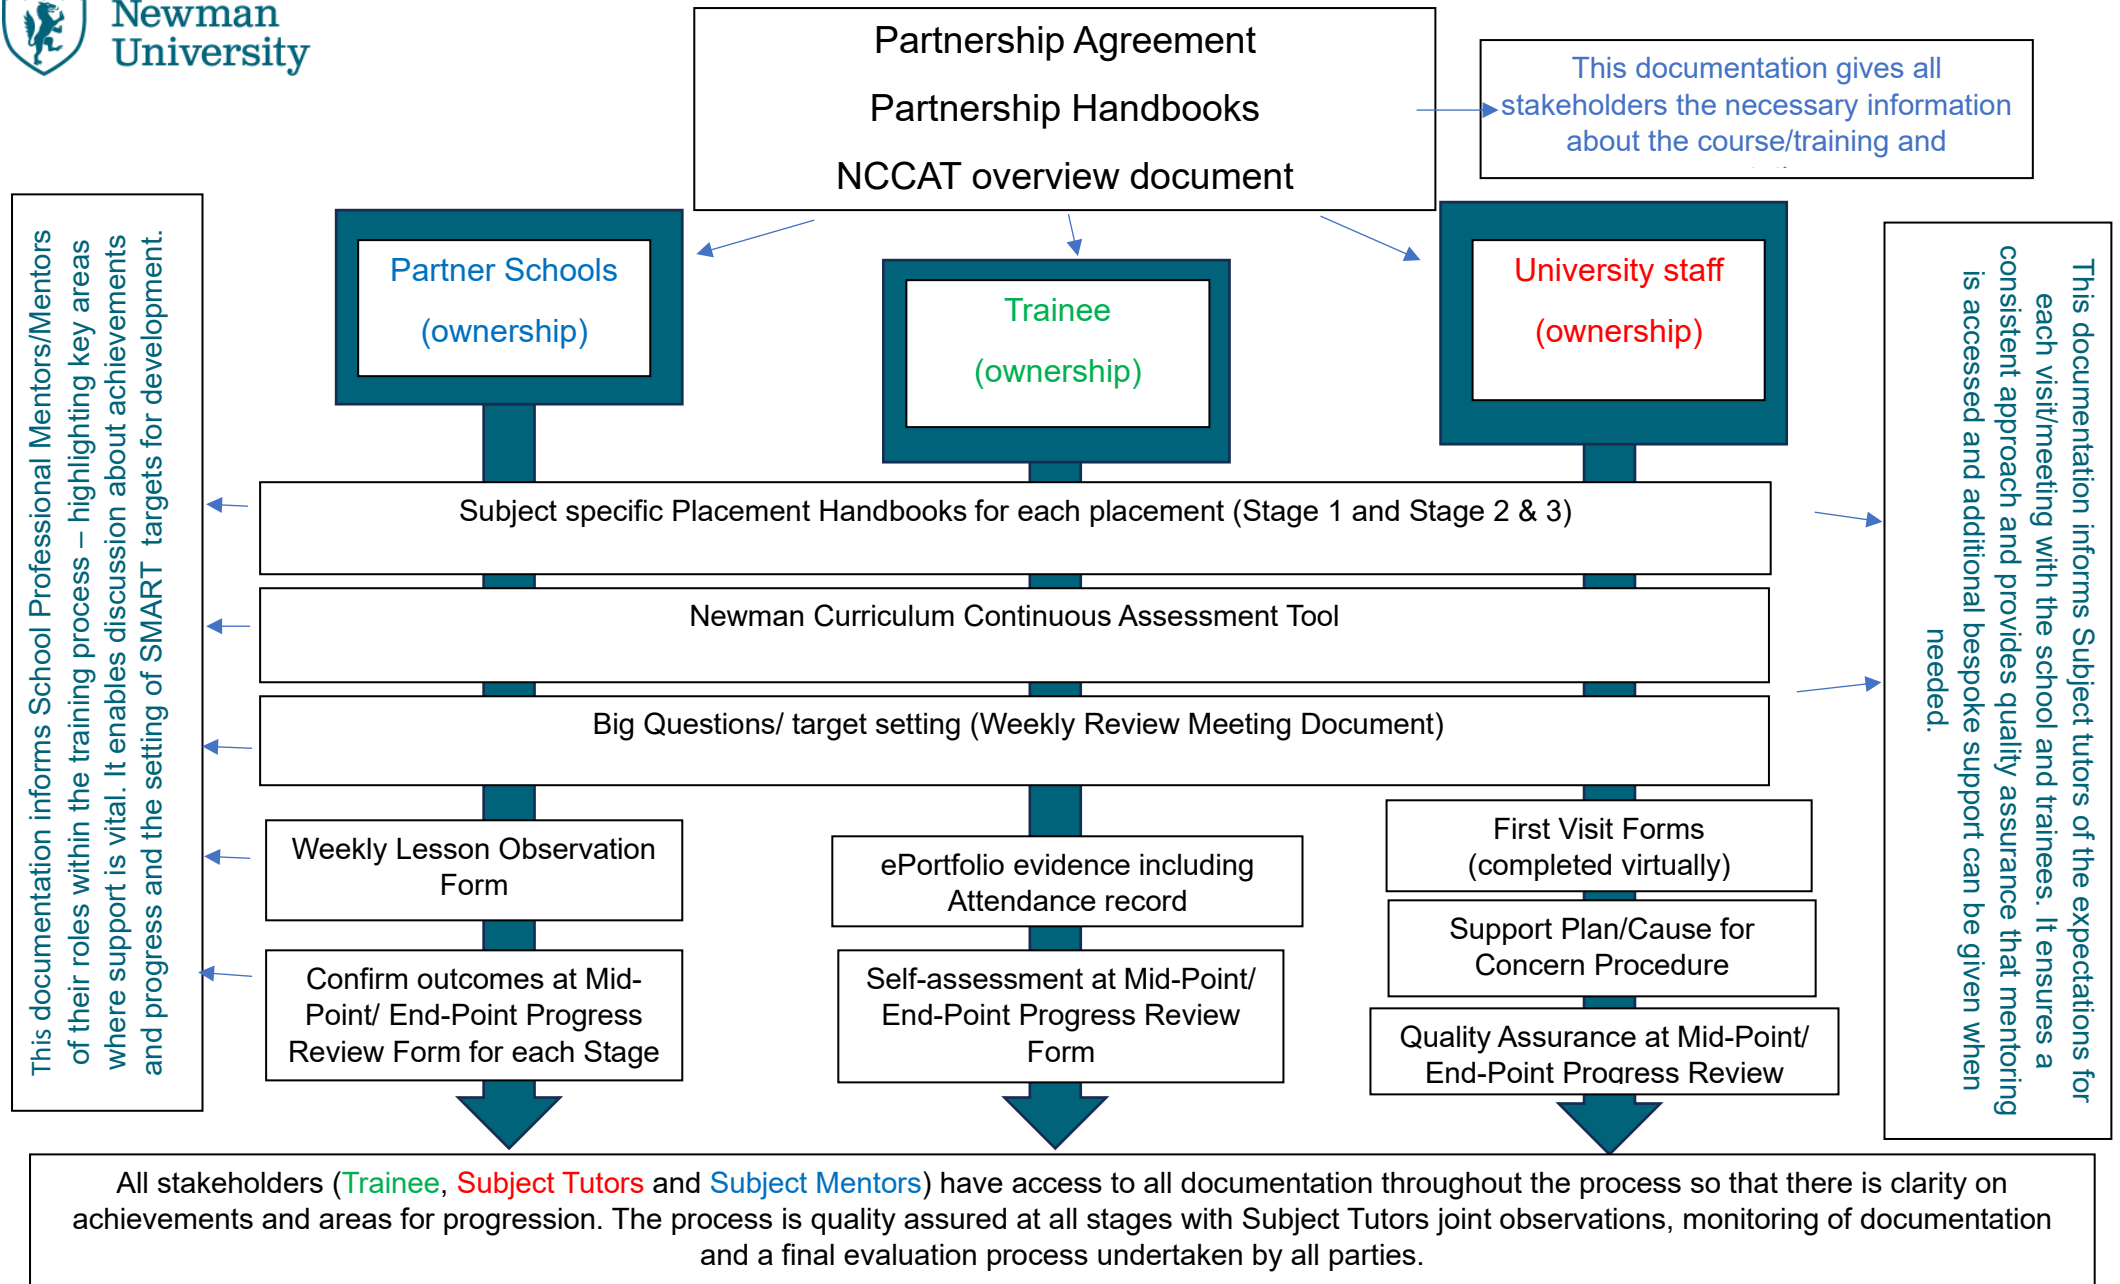 Newman
University
Partnership Agreement
Partnership Handbooks
NCCAT overview document
This documentation gives all
stakeholders the necessary information
about the course/training and
Partner Schools
(ownership)
Trainee
(ownership)
University staff
(ownership)
This documentation informs School Professional Mentors/Mentors
of their roles within the training process – highlighting key areas
where support is vital. It enables discussion about achievements
and progress and the setting of SMART targets for development.
This documentation informs Subject tutors of the expectations for
each visit/meeting with the school and trainees. It ensures a
consistent approach and provides quality assurance that mentoring
is accessed and additional bespoke support can be given when
needed.
Subject specific Placement Handbooks for each placement (Stage 1 and Stage 2 & 3)
Newman Curriculum Continuous Assessment Tool
Big Questions/ target setting (Weekly Review Meeting Document)
Weekly Lesson Observation
Form
Confirm outcomes at Mid-
Point/ End-Point Progress
Review Form for each Stage
ePortfolio evidence including
Attendance record
Self-assessment at Mid-Point/
End-Point Progress Review
Form
First Visit Forms
(completed virtually)
Support Plan/Cause for
Concern Procedure
Quality Assurance at Mid-Point/
End-Point Progress Review
All stakeholders (Trainee, Subject Tutors and Subject Mentors) have access to all documentation throughout the process so that there is clarity on
achievements and areas for progression. The process is quality assured at all stages with Subject Tutors joint observations, monitoring of documentation
and a final evaluation process undertaken by all parties.